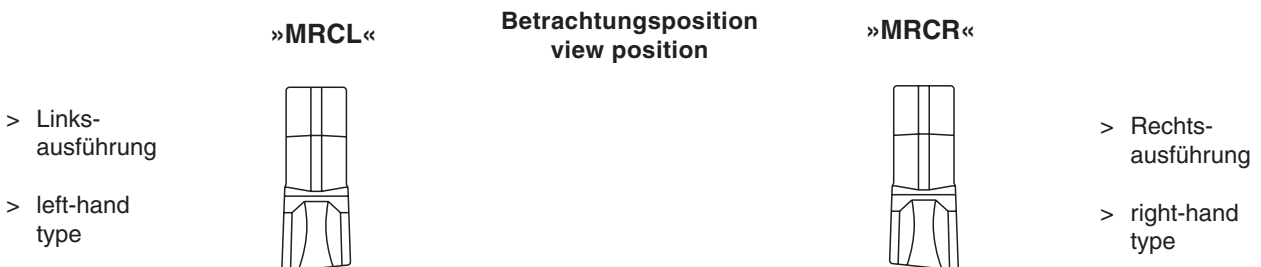 »MRCL«
Betrachtungsposition
view position
»MRCR«
> Links-
ausführung
> left-hand
type
> Rechts-
ausführung
> right-hand
type